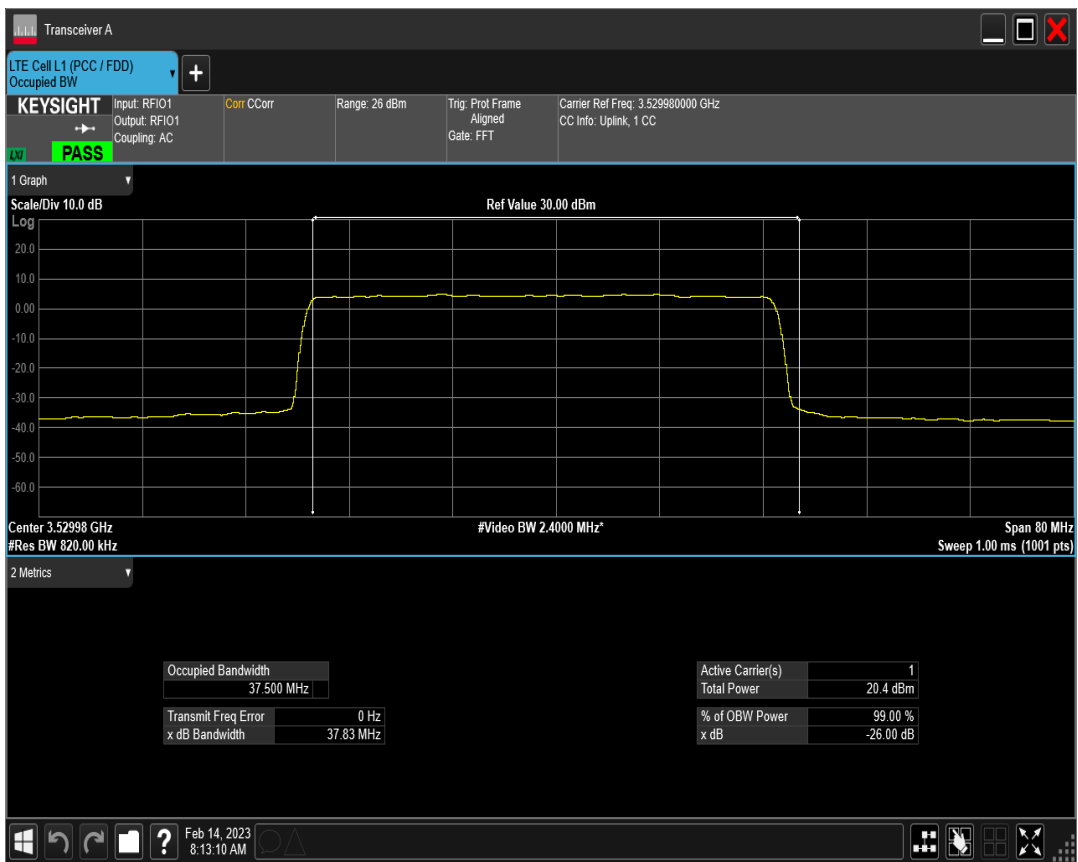 Transceiver A
LTE Cell L1 (PCC / FDD)
Occupied BW
+
KEYSIGHT
LXI
PASS
Input: RFIO1
Output: RFIO1
Coupling: AC
Corr CCorr
Range: 26 dBm
Trig: Prot Frame
Aligned
Gate: FFT
Carrier Ref Freq: 3.529980000 GHz
CC Info: Uplink, 1 CC
1 Graph
Scale/Div 10.0 dB
Ref Value 30.00 dBm
Log
20.0
10.0
0.00
-10.0
-20.0
-30.0
-40.0
-50.0
-60.0
Center 3.52998 GHz
#Video BW 2.4000 MHz*
Span 80 MHz
#Res BW 820.00 kHz
Sweep 1.00 ms (1001 pts)
2 Metrics
Occupied Bandwidth
37.500 MHz
Transmit Freq Error 0 Hz
x dB Bandwidth 37.83 MHz
Active Carrier(s) 1
Total Power 20.4 dBm
% of OBW Power 99.00 %
x dB -26.00 dB
?
Feb 14, 2023
8:13:10 AM